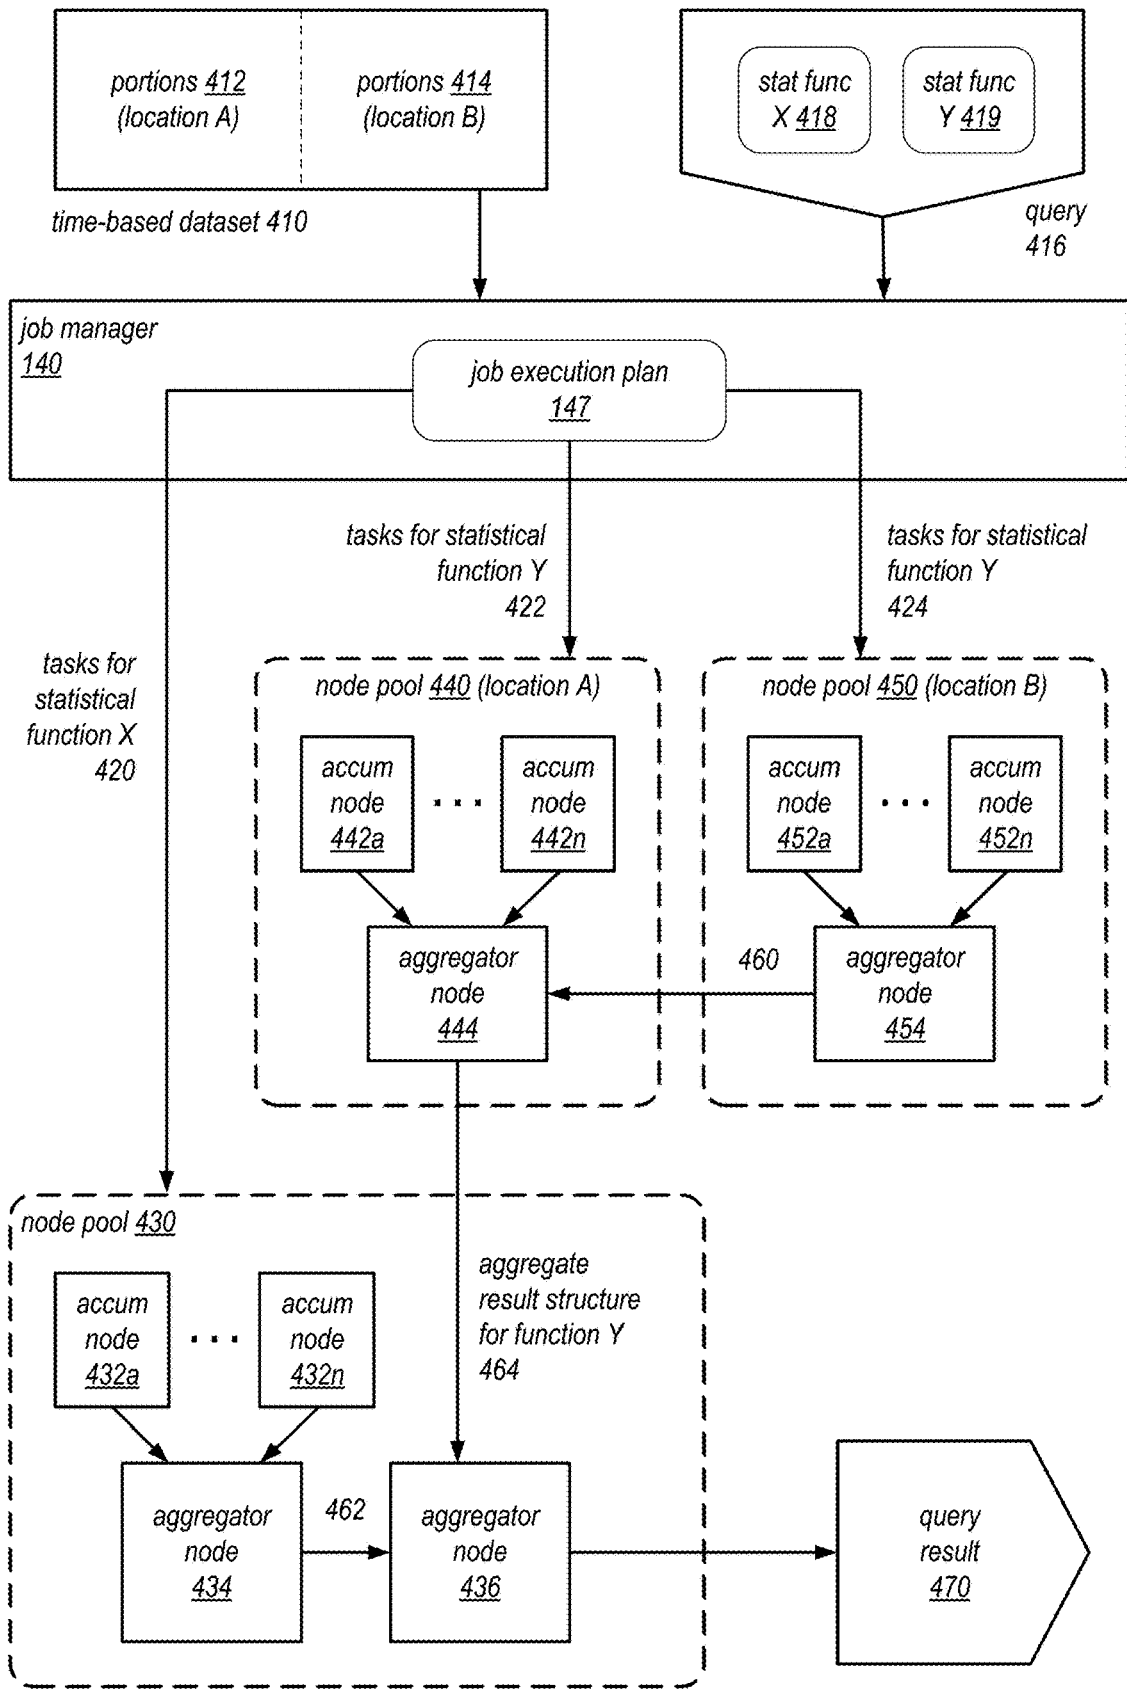 portions 412
(location A)
portions 414
(location B)
stat func
X 418
stat func
Y 419
time-based dataset 410
query
416
job manager
140
job execution plan
147
tasks for statistical
function Y
422
tasks for statistical
function Y
424
tasks for
statistical
function X
420
node pool 440 (location A)
accum
node
442a
. . .
accum
node
442n
aggregator
node
444
node pool 450 (location B)
accum
node
452a
. . .
accum
node
452n
aggregator
node
454
460
node pool 430
accum
node
432a
. . .
accum
node
432n
aggregate
result structure
for function Y
464
aggregator
node
434
462
aggregator
node
436
query
result
470